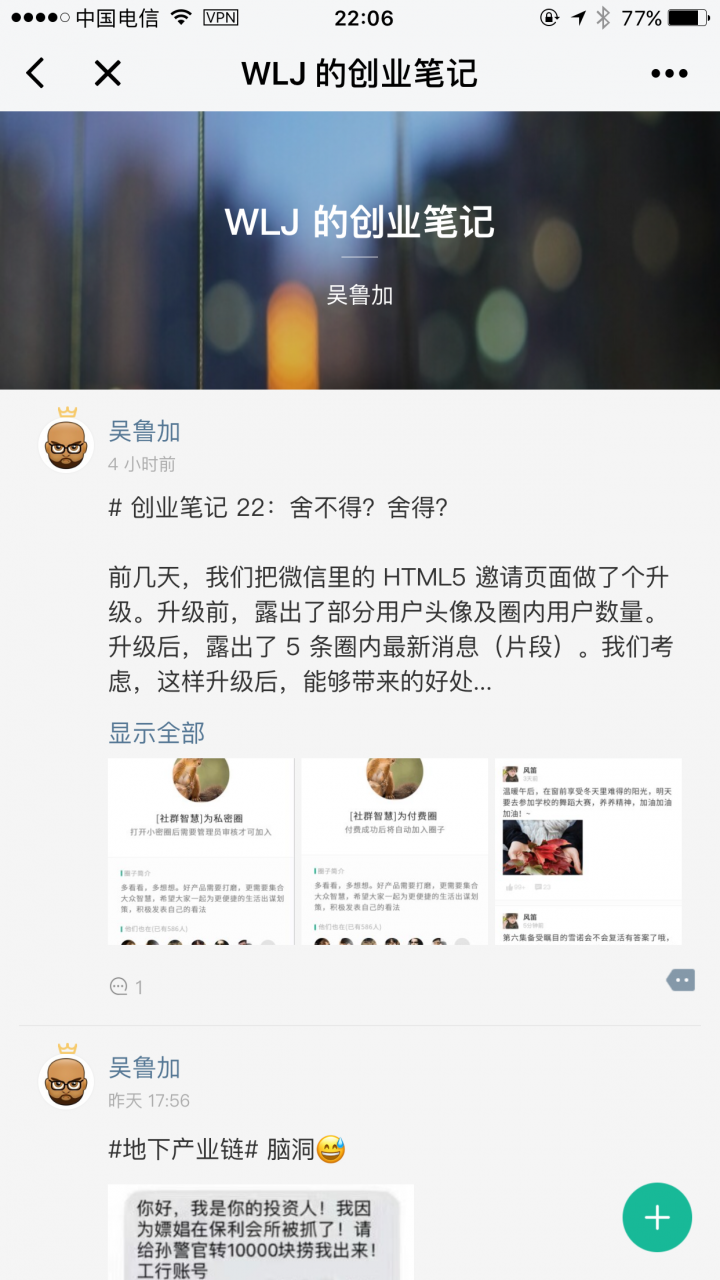 中国电信 VPN 22:06 77%
WLJ 的创业笔记
WLJ 的创业笔记
吴鲁加
吴鲁加
4 小时前
# 创业笔记 22：舍不得？舍得？
前几天，我们把微信里的 HTML5 邀请页面做了个升
级。升级前，露出了部分用户头像及圈内用户数量。
升级后，露出了 5 条圈内最新消息（片段）。我们考
虑，这样升级后，能够带来的好处...
显示全部
[社群智慧]为私密圈
打开小密圈后需要管理员审核才可加入
圈子简介
多看看，多想想。好产品需要打磨，更需要集合
大众智慧，希望大家一起为更便捷的生活出谋划
策，积极发表自己的看法
他们也在(已有586人)
[社群智慧]为付费圈
付费成功后将自动加入圈子
圈子简介
多看看，多想想。好产品需要打磨，更需要集合
大众智慧，希望大家一起为更便捷的生活出谋划
策，积极发表自己的看法
他们也在(已有586人)
风笛
温暖午后，在窗前享受冬天里难得的阳光，明天
要去参加学校的舞蹈大赛，养养精神，加油加油
加油！~
风笛
第六集备受瞩目的雪诺会不会复活有答案了哦，
1
吴鲁加
昨天 17:56
#地下产业链# 脑洞😅
你好，我是你的投资人！我因
为嫖娼在保利会所被抓了！请
给孙警官转10000块捞我出来！
工行账号